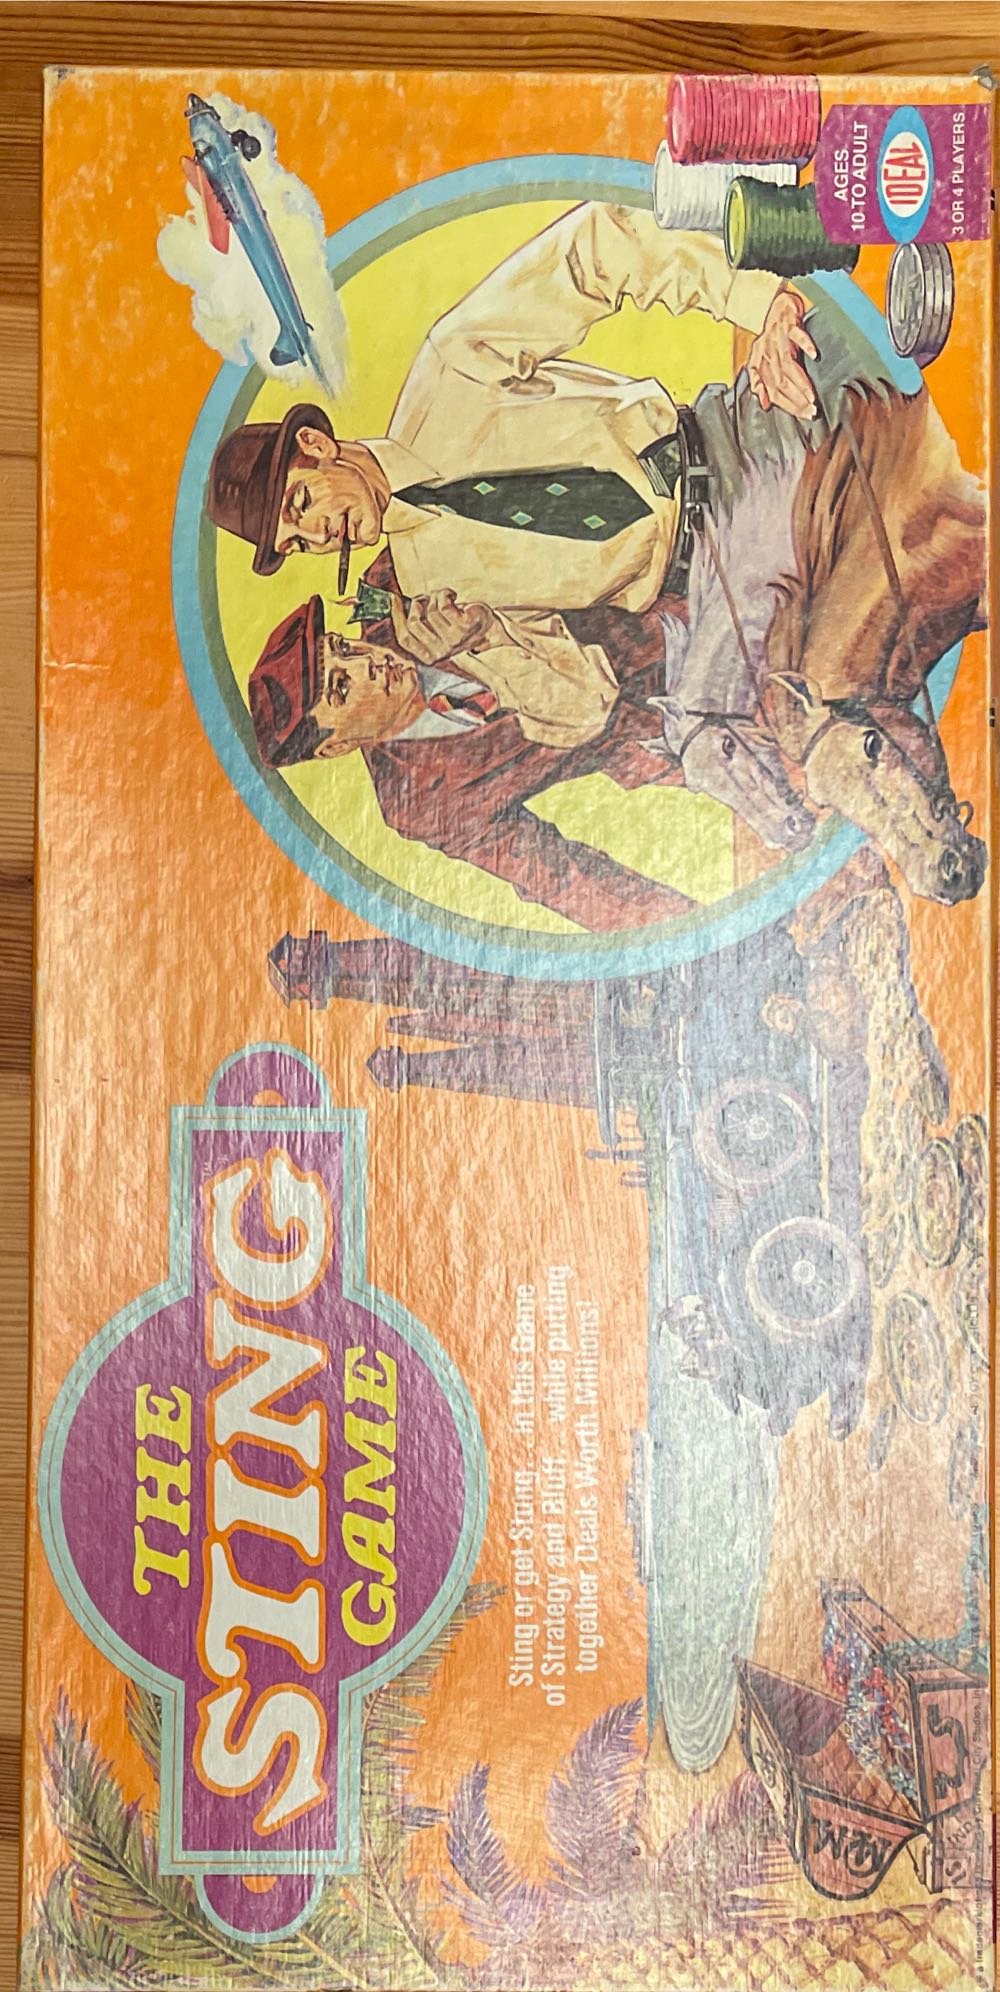 THE
STING
™
GAME
Sting or get Stung... in this Game
of Strategy and Bluff... while putting
together Deals Worth Millions!
AGES
10 TO ADULT
IDEAL
3 OR 4 PLAYERS